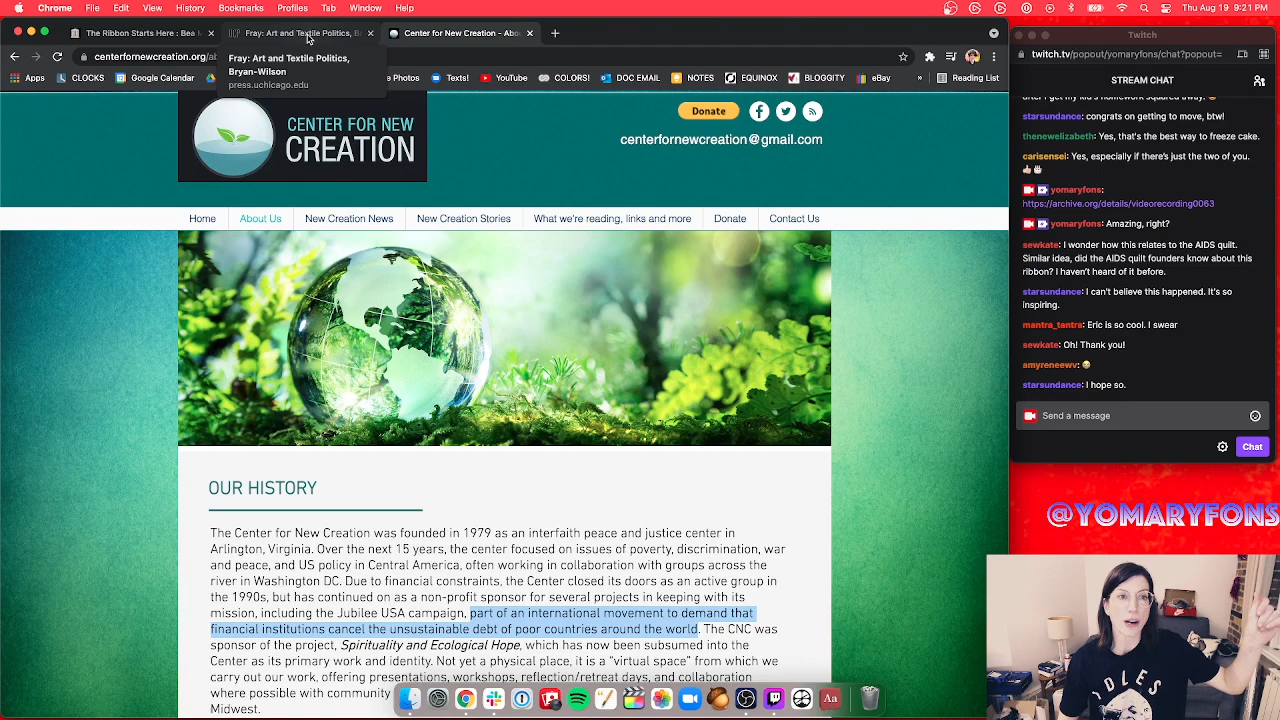 Chrome File Edit View History Bookmarks Profiles Tab Window Help
Thu Aug 19 9:21 PM
The Ribbon Starts Here : Bea M
Fray: Art and Textile Politics, B
Center for New Creation - Abou
centerfornewcreation.org/ab
Apps CLOCKS Google Calendar
e Photos Texts! YouTube COLORS! DOC EMAIL NOTES EQUINOX BLOGGITY eBay » Reading List
Fray: Art and Textile Politics,
Bryan-Wilson
press.uchicago.edu
CENTER FOR NEW
CREATION
Donate
centerfornewcreation@gmail.com
Home About Us New Creation News New Creation Stories What we're reading, links and more Donate Contact Us
OUR HISTORY
The Center for New Creation was founded in 1979 as an interfaith peace and justice center in
Arlington, Virginia. Over the next 15 years, the center focused on issues of poverty, discrimination, war
and peace, and US policy in Central America, often working in collaboration with groups across the
river in Washington DC. Due to financial constraints, the Center closed its doors as an active group in
the 1990s, but has continued on as a non-profit sponsor for several projects in keeping with its
mission, including the Jubilee USA campaign, part of an international movement to demand that
financial institutions cancel the unsustainable debt of poor countries around the world. The CNC was
sponsor of the project, Spirituality and Ecological Hope, which has now been subsumed into the
Center as its primary work and identity. Not yet a physical place, it is a "virtual space" from which we
carry out our work, offering presentations, workshops, reflection/retreat days, and
where possible with community
Midwest.
Twitch
twitch.tv/popout/yomaryfons/chat?popout=
STREAM CHAT
after I get my kid's homework squared away.
starsundance: congrats on getting to move, btw!
thenewelizabeth: Yes, that's the best way to freeze cake.
carisensei: Yes, especially if there's just the two of you.
yomaryfons:
https://archive.org/details/videorecording0063
yomaryfons: Amazing, right?
sewkate: I wonder how this relates to the AIDS quilt.
Similar idea, did the AIDS quilt founders know about this
ribbon? I haven't heard of it before.
starsundance: I can't believe this happened. It's so
inspiring.
mantra_tantra: Eric is so cool. I swear
sewkate: Oh! Thank you!
amyreneewv:
starsundance: I hope so.
Send a message
Chat
@YOMARYFONS
Aa